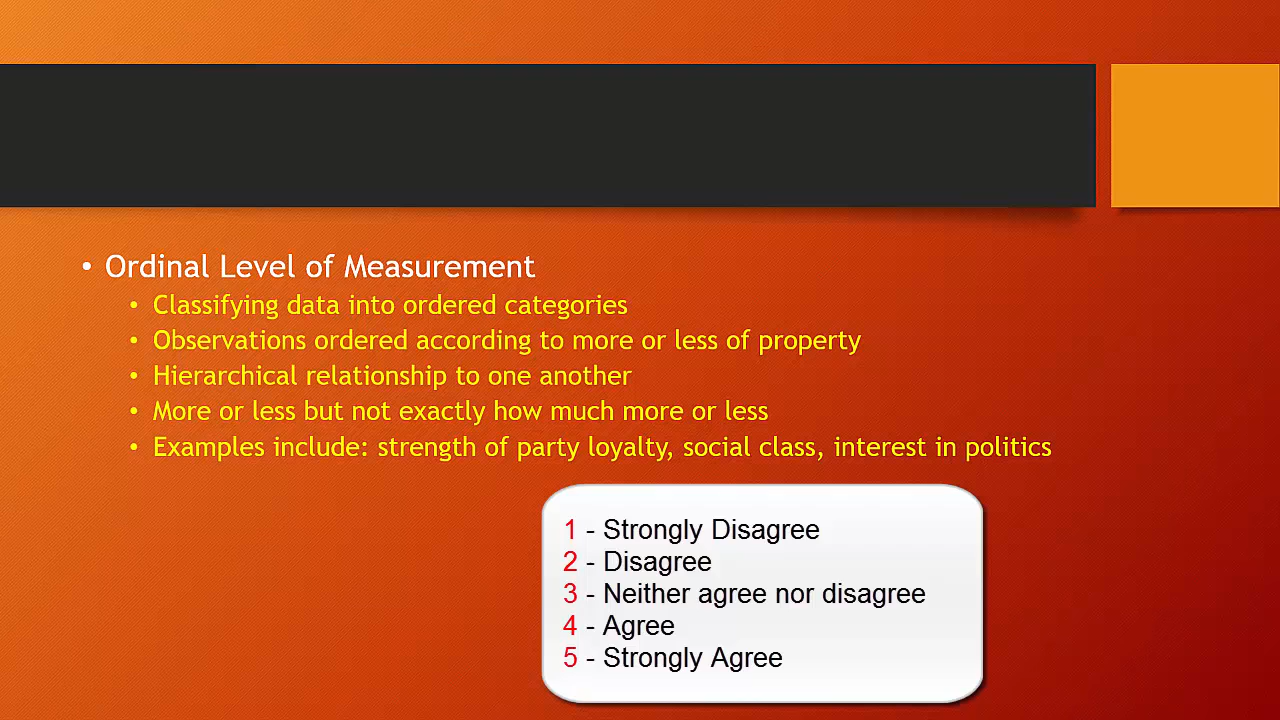 • Ordinal Level of Measurement
• Classifying data into ordered categories
• Observations ordered according to more or less of property
• Hierarchical relationship to one another
• More or less but not exactly how much more or less
• Examples include: strength of party loyalty, social class, interest in politics
1 - Strongly Disagree
2 - Disagree
3 - Neither agree nor disagree
4 - Agree
5 - Strongly Agree